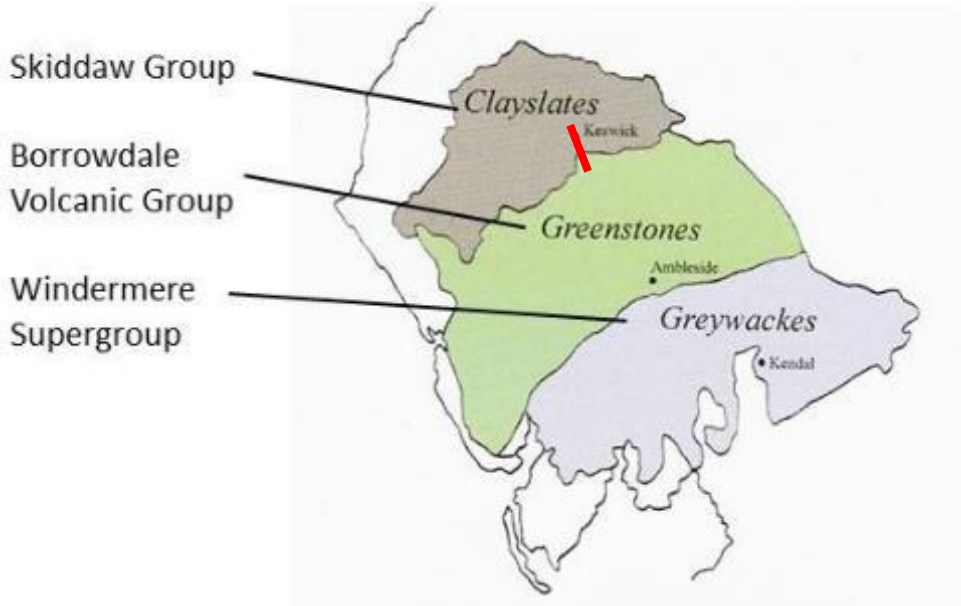 Skiddaw Group
Borrowdale
Volcanic Group
Windermere
Supergroup
Clayslates
Keswick
Greenstones
Ambleside
Greywackes
Kendal